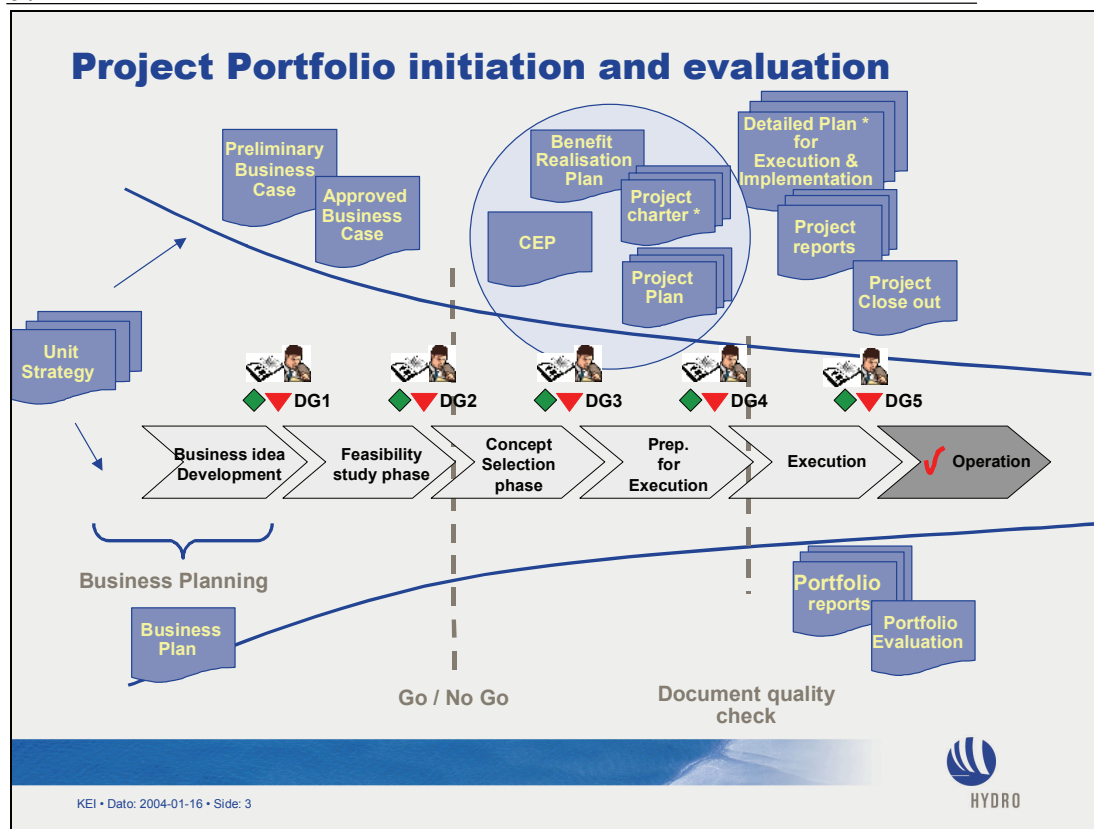 Project Portfolio initiation and evaluation
Preliminary
Business
Case
Approved
Business
Case
Benefit
Realisation
Plan
Project
charter *
CEP
Project
Plan
Detailed Plan *
for
Execution &
Implementation
Project
reports
Project
Close out
Unit
Strategy
DG1
DG2
DG3
DG4
DG5
Business idea
Development
Feasibility
study phase
Concept
Selection
phase
Prep.
for
Execution
Execution
Operation
Business Planning
Business
Plan
Portfolio
reports
Portfolio
Evaluation
Go / No Go
Document quality
check
KEI • Dato: 2004-01-16 • Side: 3
HYDRO